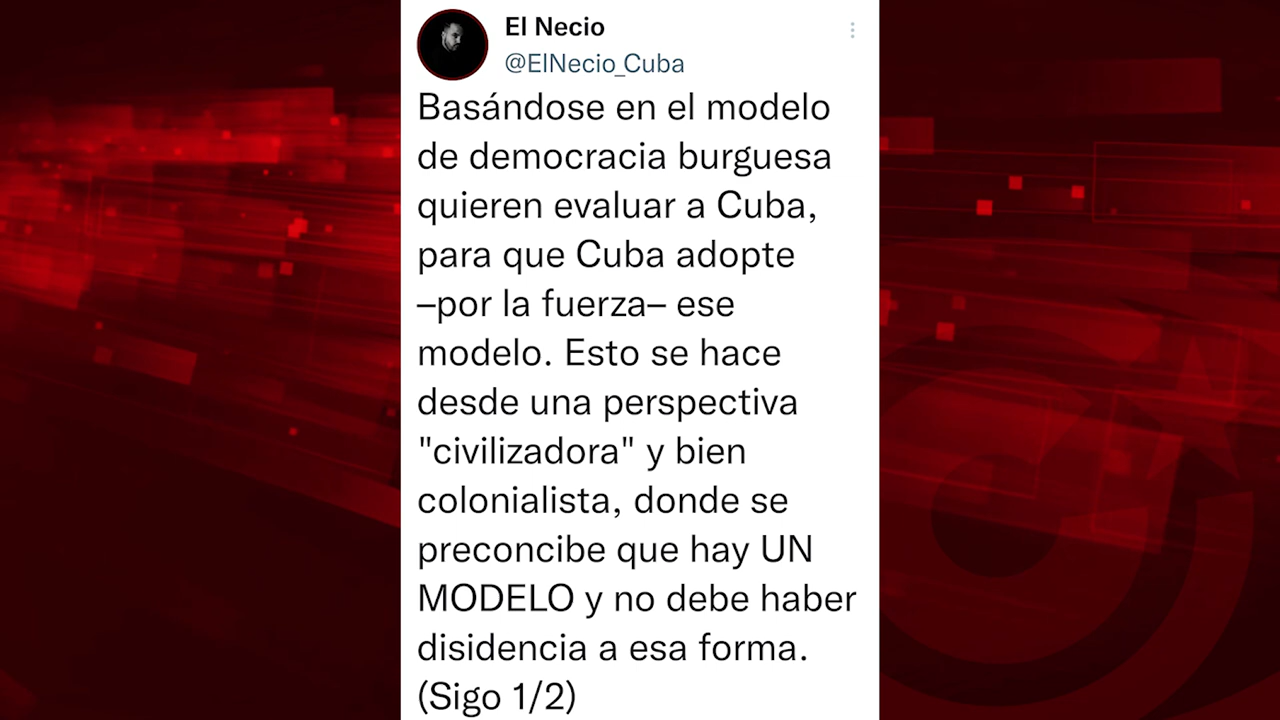 El Necio
@ElNecio_Cuba
Basándose en el modelo
de democracia burguesa
quieren evaluar a Cuba,
para que Cuba adopte
–por la fuerza– ese
modelo. Esto se hace
desde una perspectiva
"civilizadora" y bien
colonialista, donde se
preconcibe que hay UN
MODELO y no debe haber
disidencia a esa forma.
(Sigo 1/2)